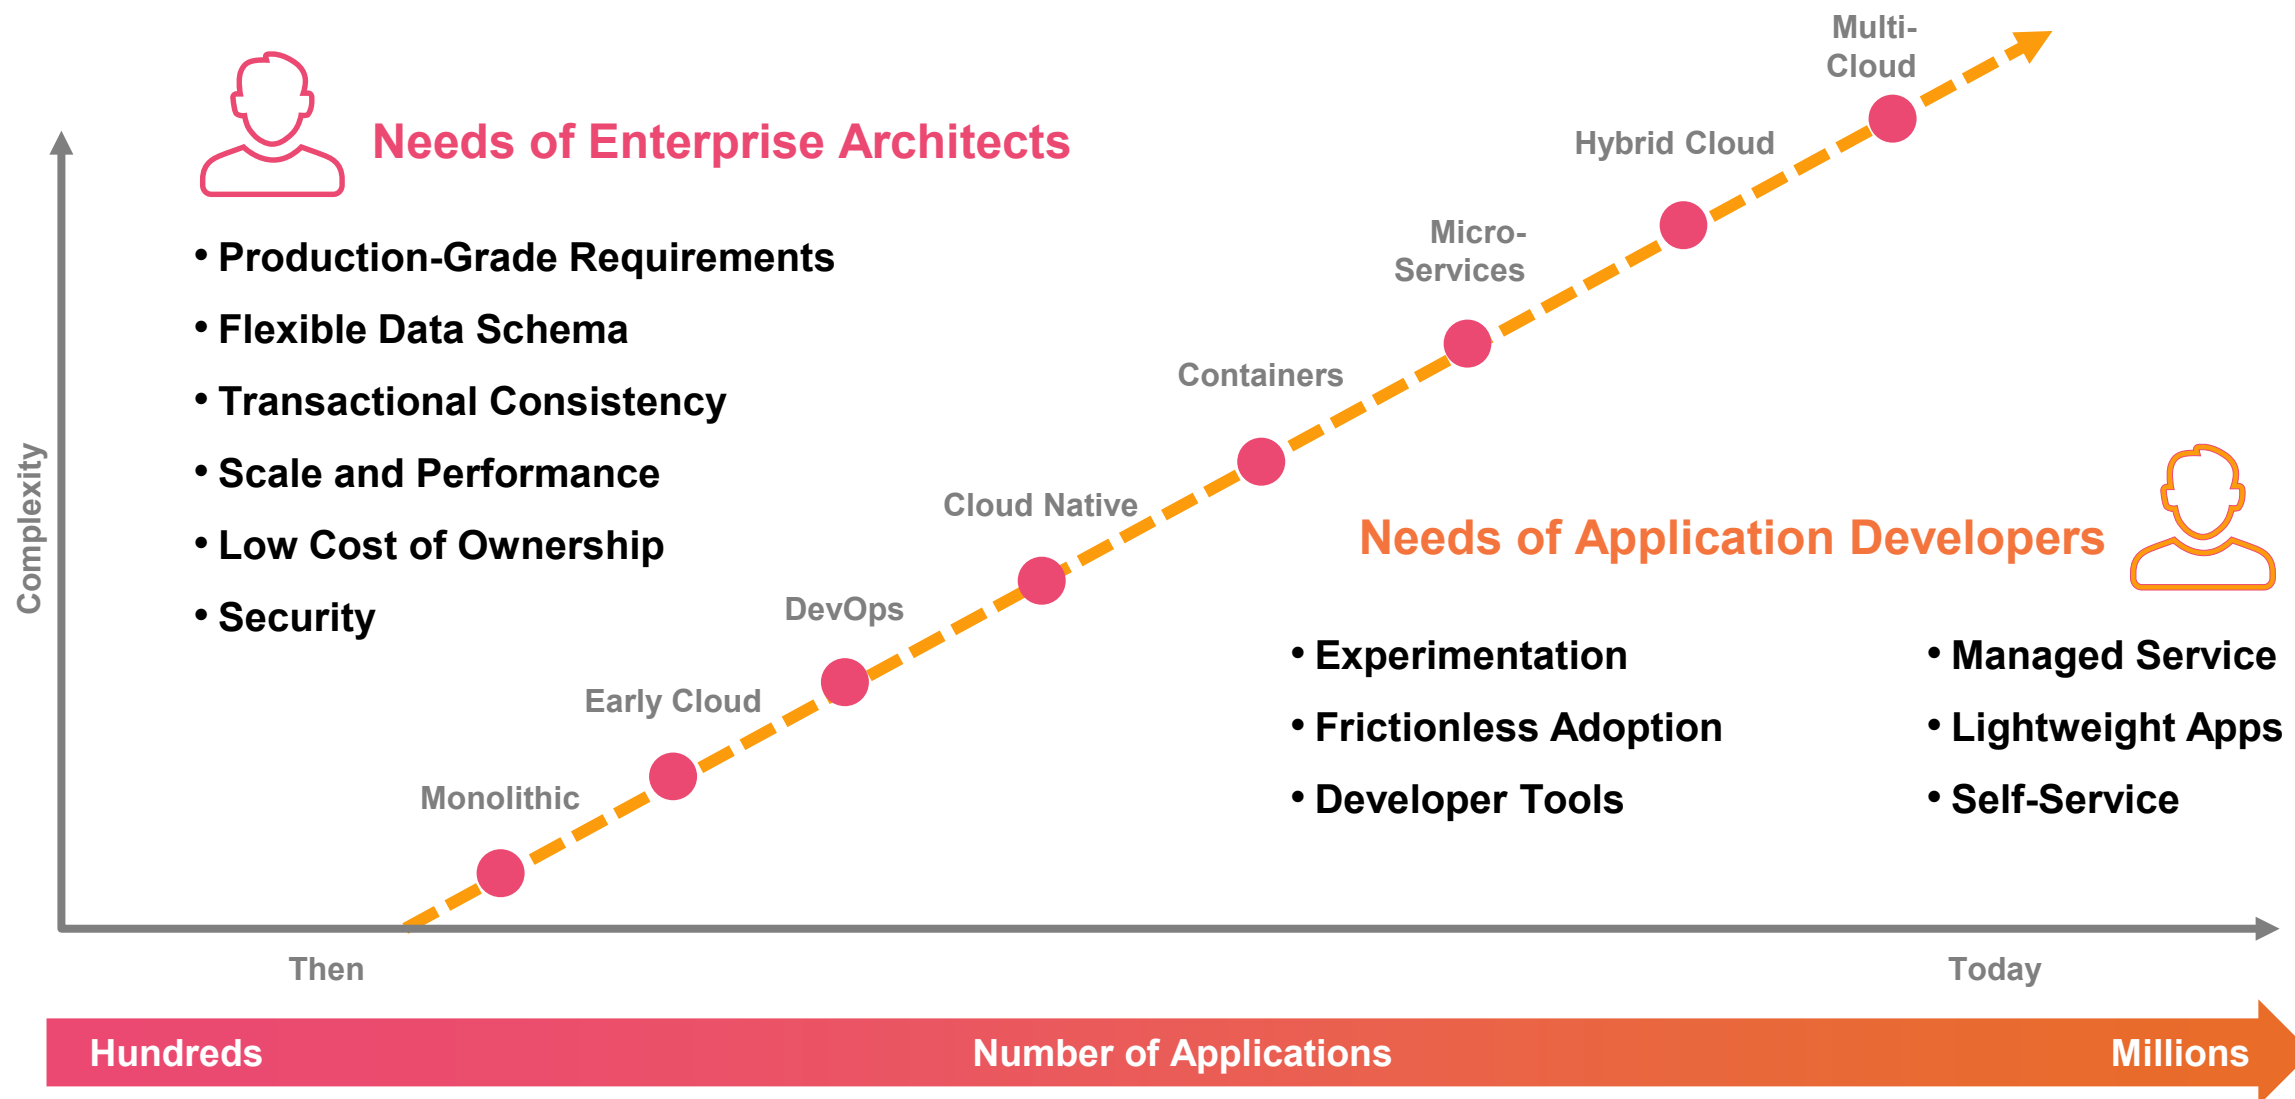 Needs of Enterprise Architects
• Production-Grade Requirements
• Flexible Data Schema
• Transactional Consistency
• Scale and Performance
• Low Cost of Ownership
• Security
Complexity
Monolithic
Early Cloud
DevOps
Cloud Native
Containers
Micro-
Services
Hybrid Cloud
Multi-
Cloud
Needs of Application Developers
• Experimentation
• Frictionless Adoption
• Developer Tools
• Managed Service
• Lightweight Apps
• Self-Service
Then
Today
Hundreds
Number of Applications
Millions